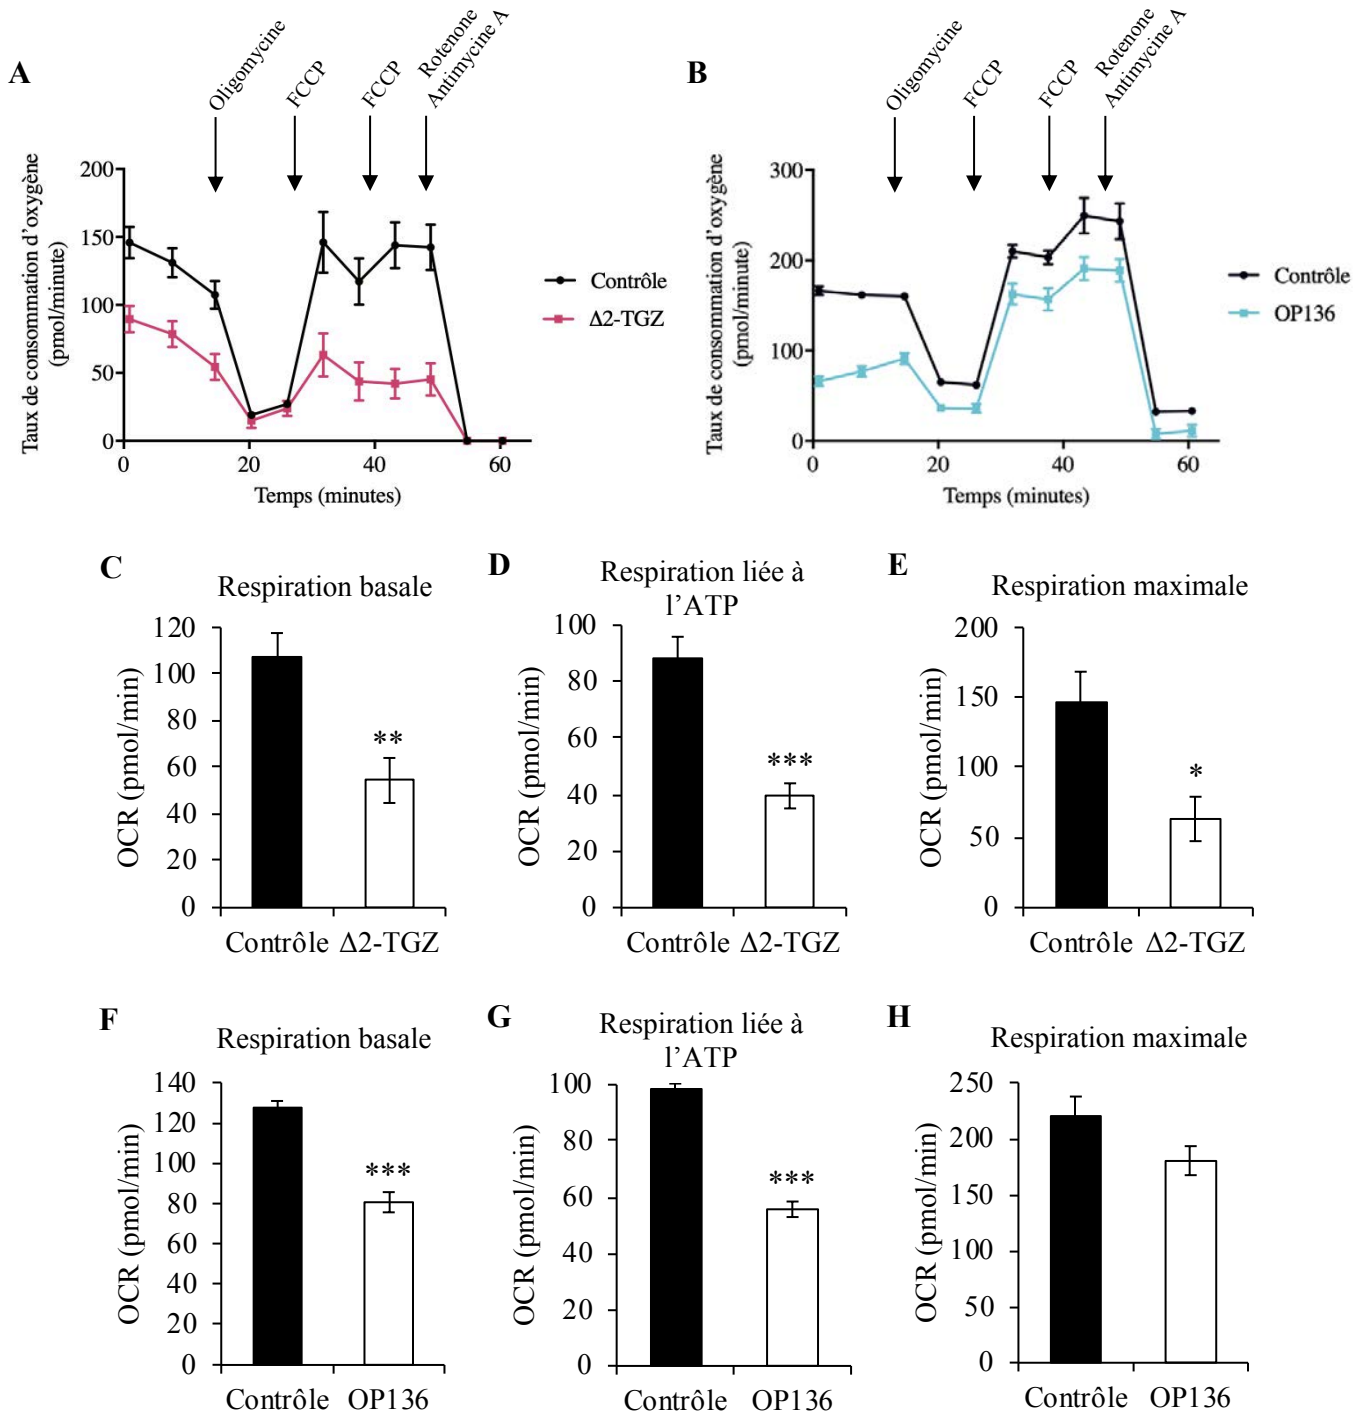 A
Oligomycine
FCCP
FCCP
Rotenone
Antimycine A
Taux de consommation d'oxygène
(pmol/minute)
200
150
100
50
0
0
20
40
60
Temps (minutes)
Contrôle
Δ2-TGZ
B
Oligomycine
FCCP
FCCP
Rotenone
Antimycine A
Taux de consommation d'oxygène
(pmol/minute)
300
200
100
0
0
20
40
60
Temps (minutes)
Contrôle
OP136
C
Respiration basale
OCR (pmol/min)
120
100
80
60
40
20
0
**
Contrôle Δ2-TGZ
D
Respiration liée à
l'ATP
OCR (pmol/min)
100
80
60
40
20
0
***
Contrôle Δ2-TGZ
E
Respiration maximale
OCR (pmol/min)
200
150
100
50
0
*
Contrôle Δ2-TGZ
F
Respiration basale
OCR (pmol/min)
140
120
100
80
60
40
20
0
***
Contrôle OP136
G
Respiration liée à
l'ATP
OCR (pmol/min)
100
80
60
40
20
0
***
Contrôle OP136
H
Respiration maximale
OCR (pmol/min)
250
200
150
100
50
0
Contrôle OP136